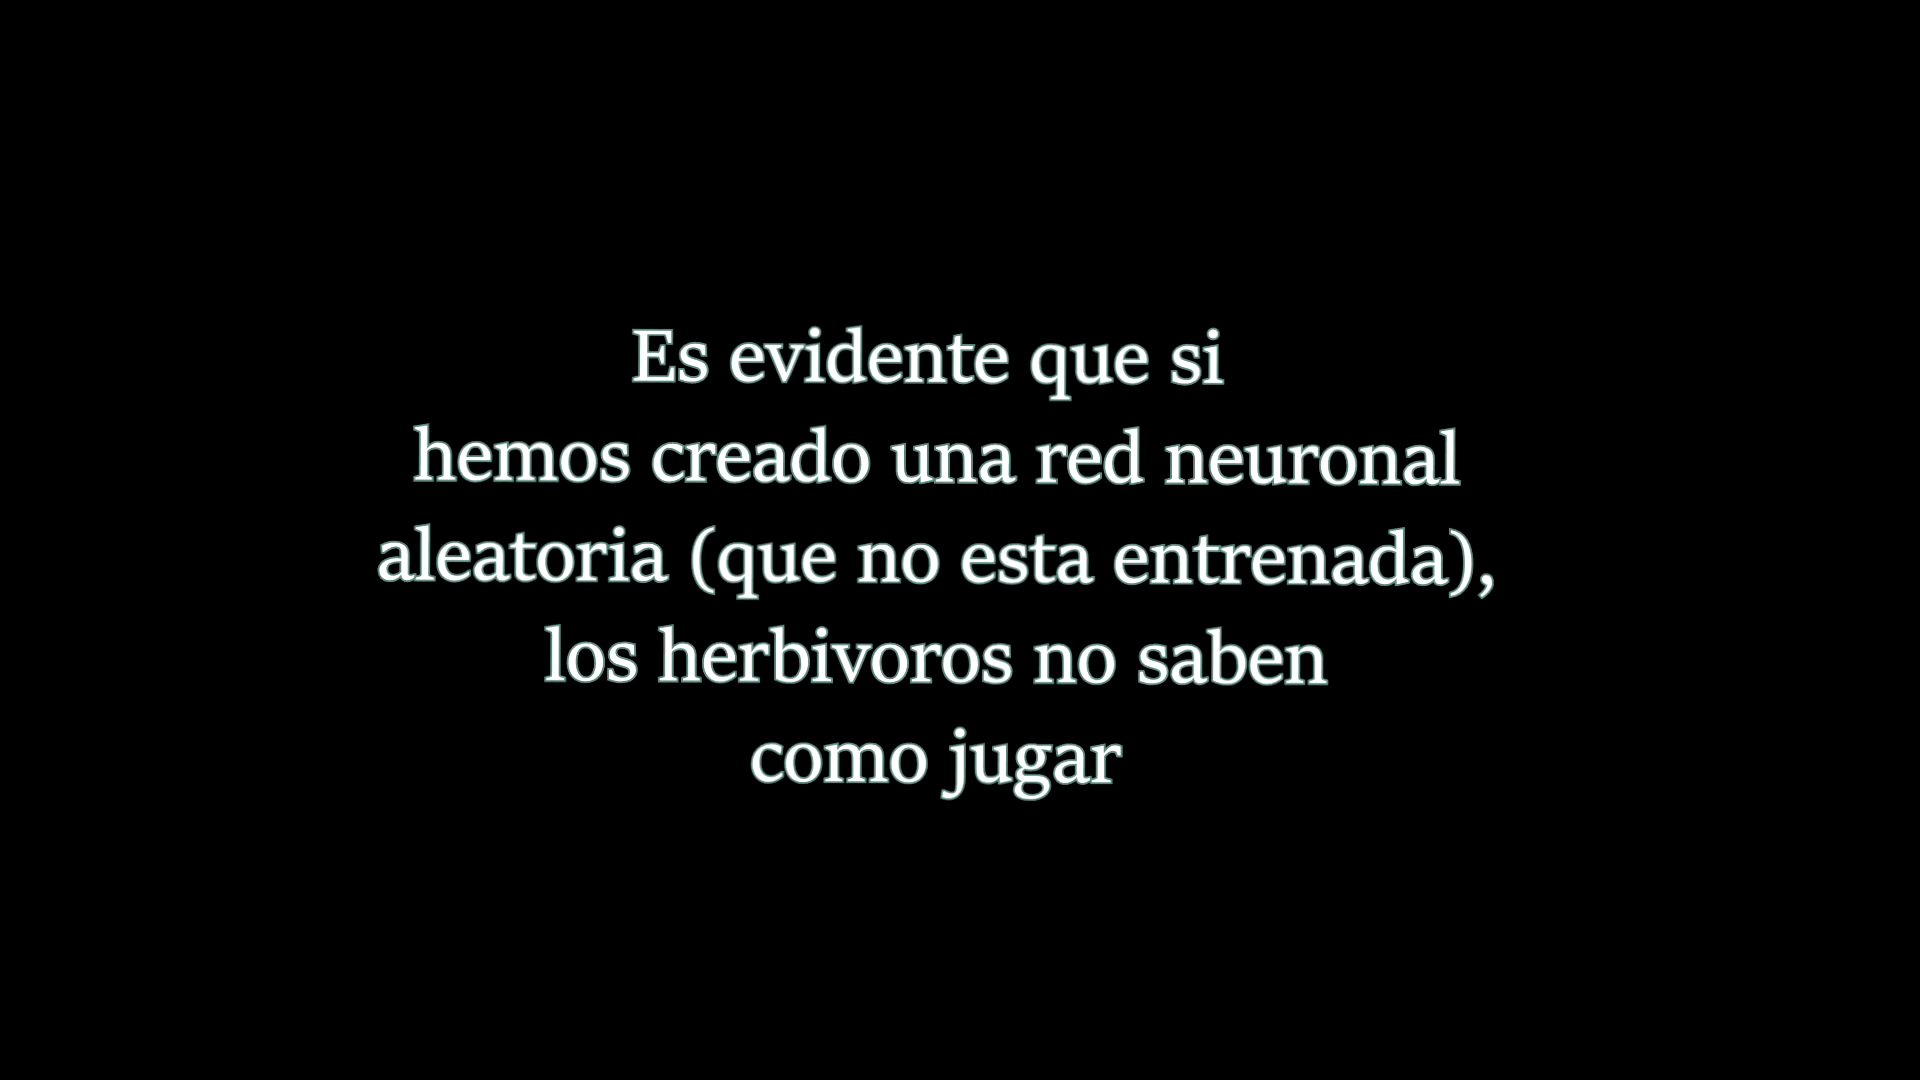 Es evidente que si
hemos creado una red neuronal
aleatoria (que no esta entrenada),
los herbivoros no saben
como jugar